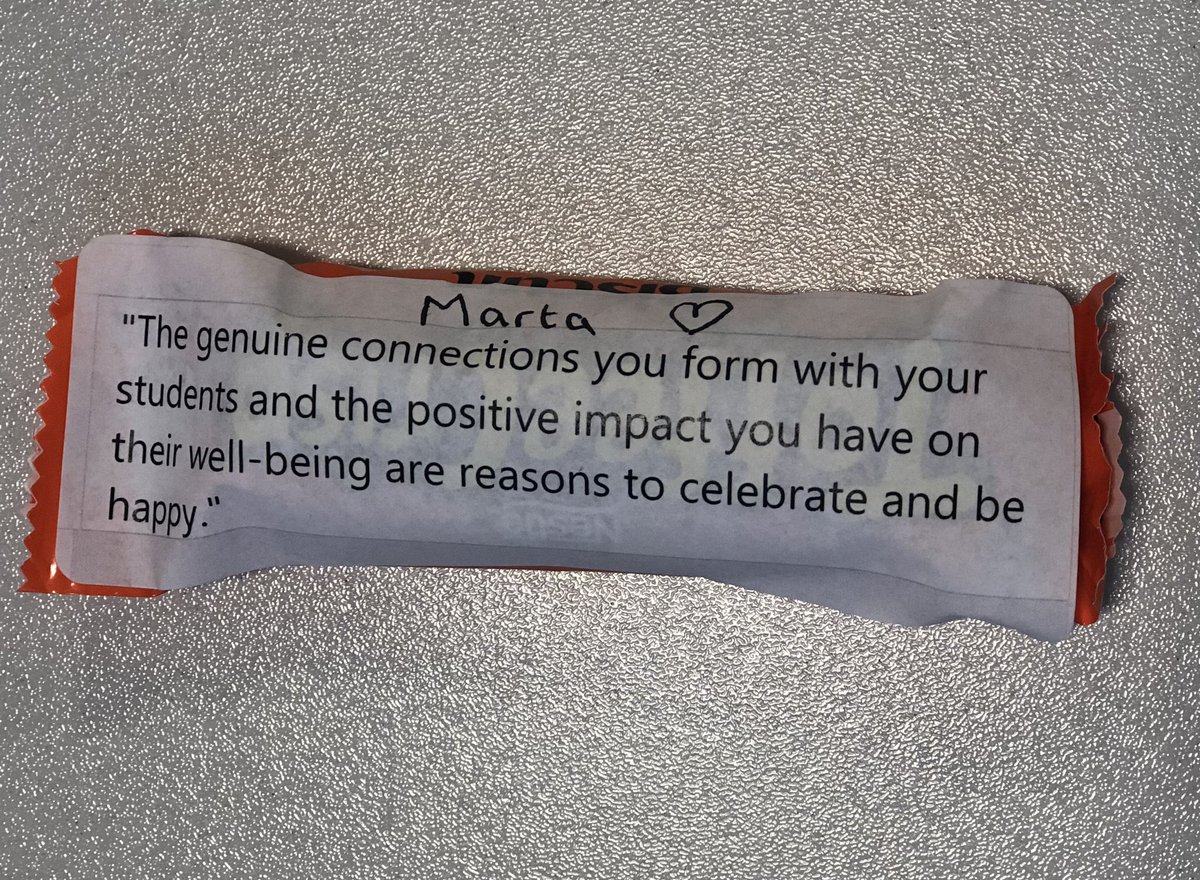 Marta
"The genuine connections you form with your
students and the positive impact you have on
their well-being are reasons to celebrate and be
happy."